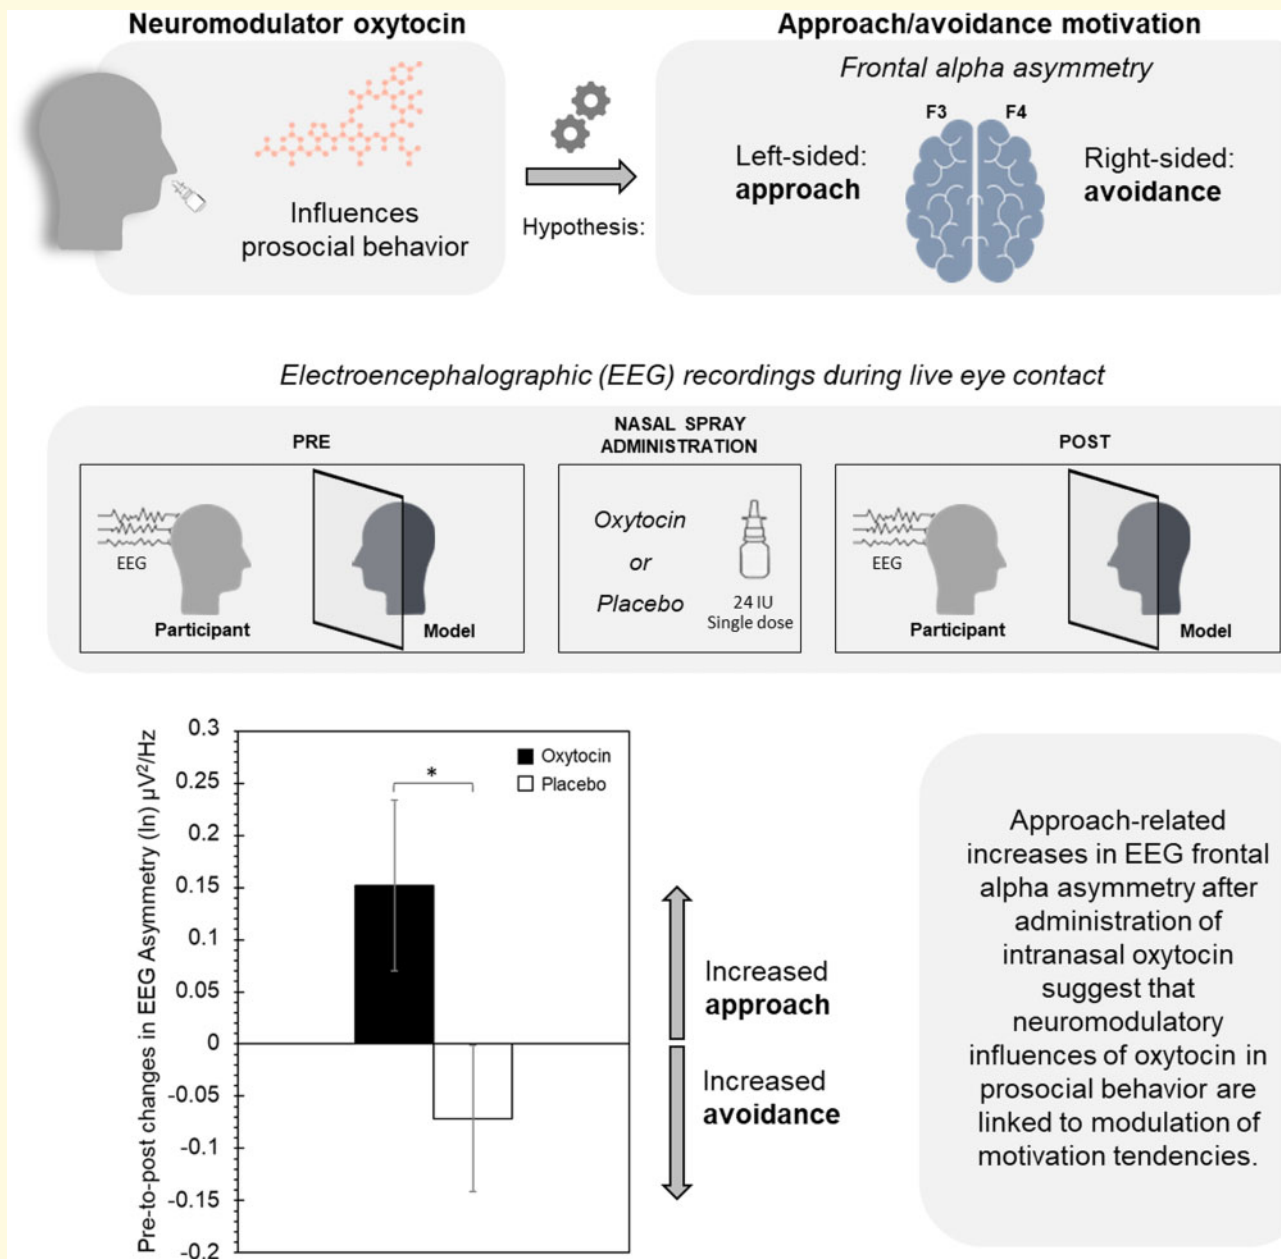 Neuromodulator oxytocin
Influences
prosocial behavior
Hypothesis:
Approach/avoidance motivation
Frontal alpha asymmetry
F3 F4
Left-sided:
approach
Right-sided:
avoidance
Electroencephalographic (EEG) recordings during live eye contact
PRE
EEG
Participant
Model
NASAL SPRAY
ADMINISTRATION
Oxytocin
or
Placebo
24 IU
Single dose
POST
EEG
Participant
Model
Pre-to-post changes in EEG Asymmetry (ln) µV²/Hz
0.3
0.25
0.2
0.15
0.1
0.05
0
-0.05
-0.1
-0.15
-0.2
*
Oxytocin
Placebo
Increased
approach
Increased
avoidance
Approach-related
increases in EEG frontal
alpha asymmetry after
administration of
intranasal oxytocin
suggest that
neuromodulatory
influences of oxytocin in
prosocial behavior are
linked to modulation of
motivation tendencies.